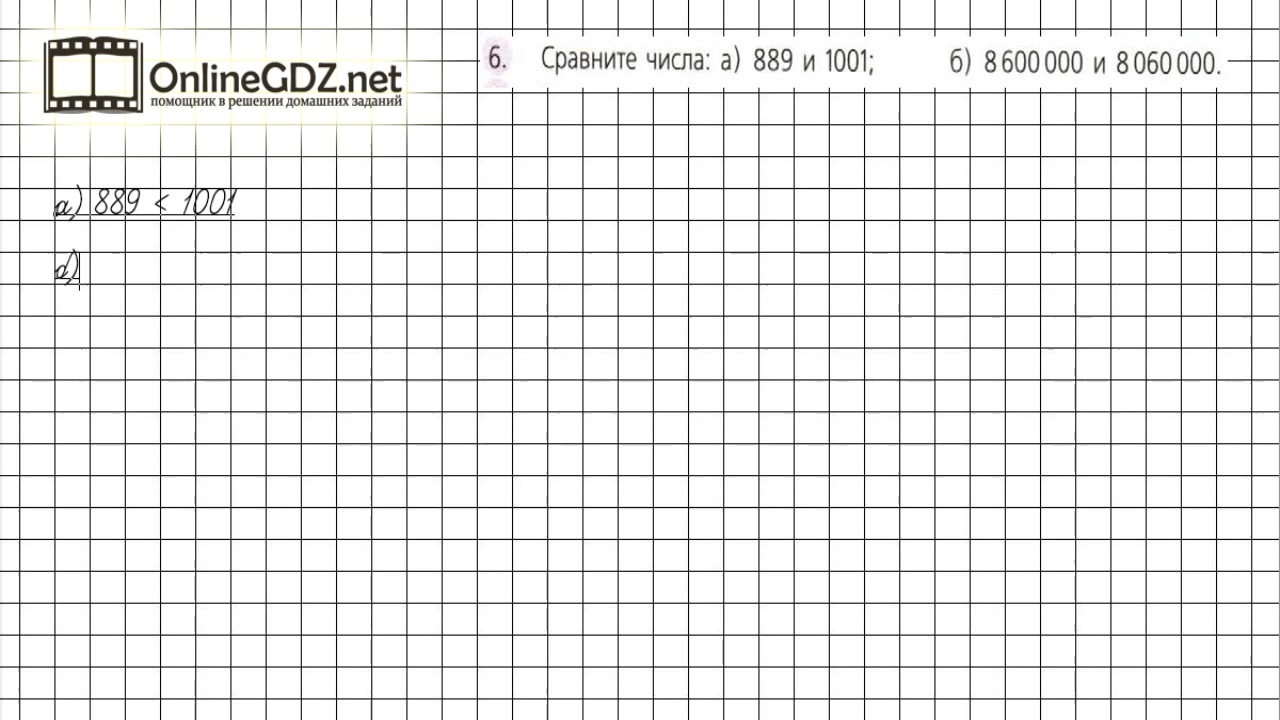 OnlineGDZ.net
помощник в решении домашних заданий
6. Сравните числа: а) 889 и 1001; б) 8 600 000 и 8 060 000.
а) 889 < 1001
б)